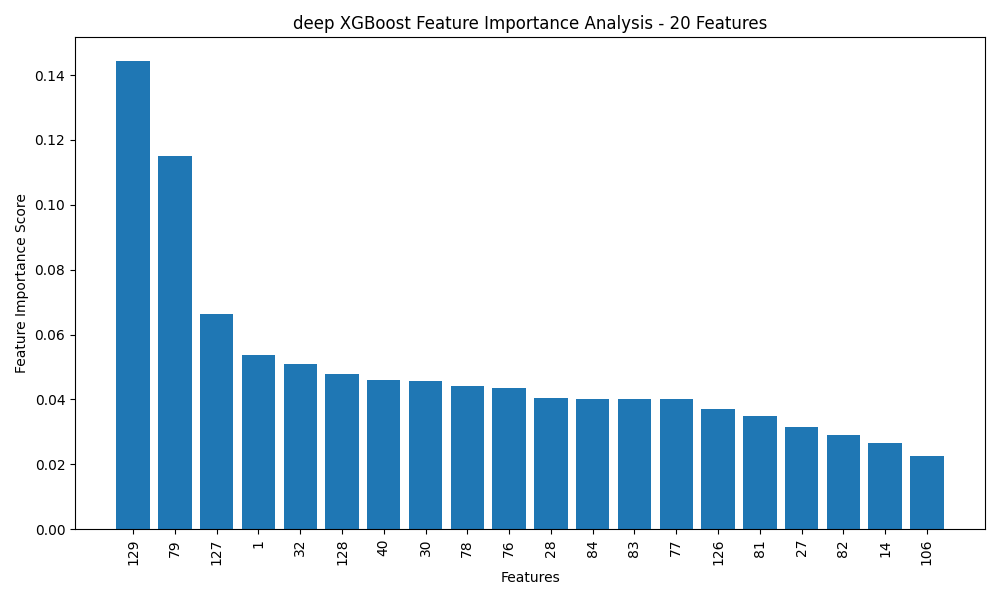 deep XGBoost Feature Importance Analysis - 20 Features
Feature Importance Score
0.14
0.12
0.10
0.08
0.06
0.04
0.02
0.00
129 79 127 1 32 128 40 30 78 76 28 84 83 77 126 81 27 82 14 106
Features